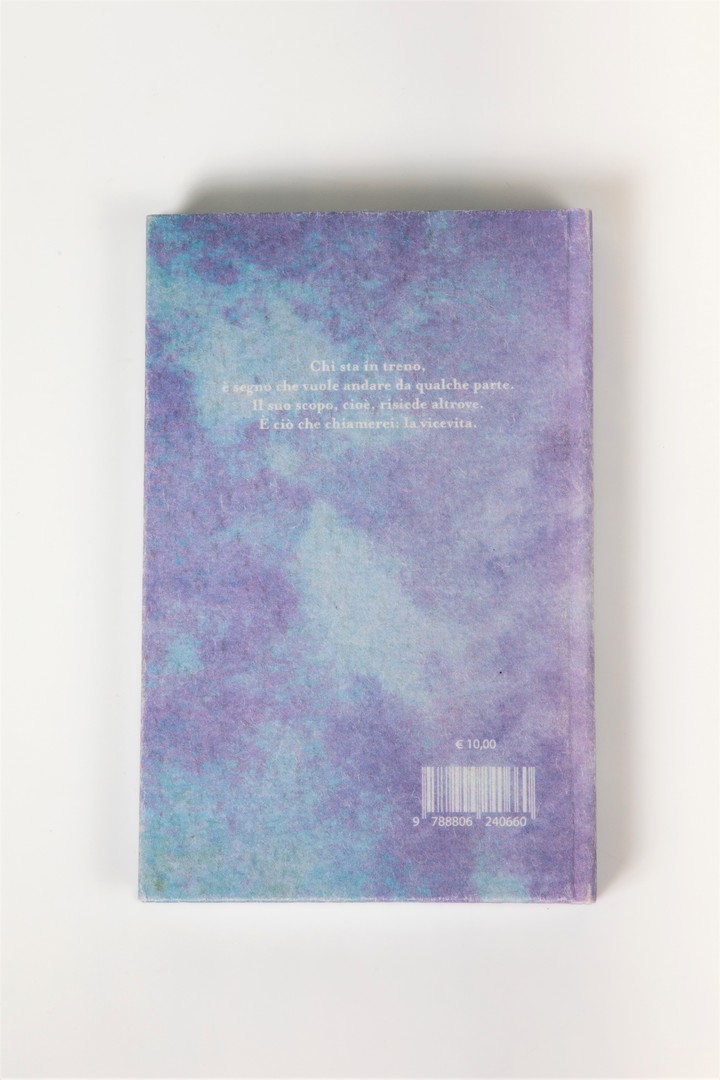 Chi sta in treno,
è segno che vuole andare da qualche parte.
Il suo scopo, cioè, risiede altrove.
È ciò che chiamerei: la vicevita.
€ 10,00
9 788806 240660